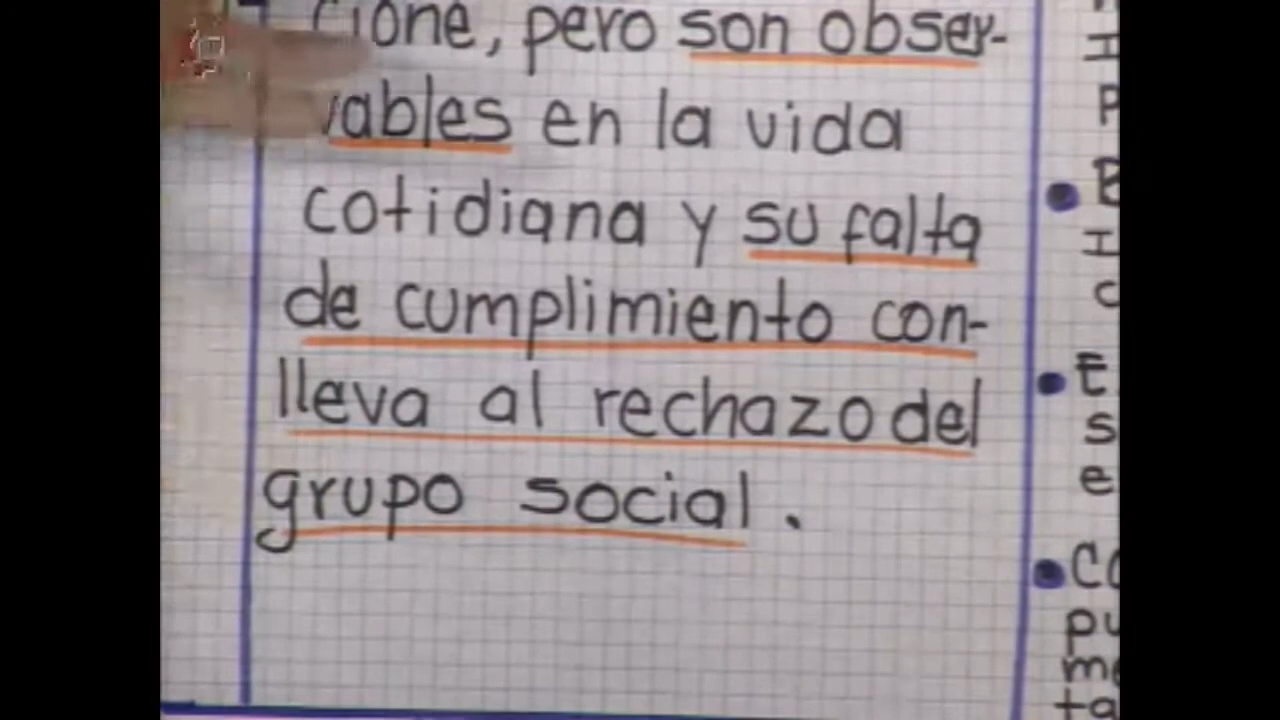 cione, pero son obser-
vables en la vida
cotidiana y su falta
de cumplimiento con-
lleva al rechazo del
grupo social.